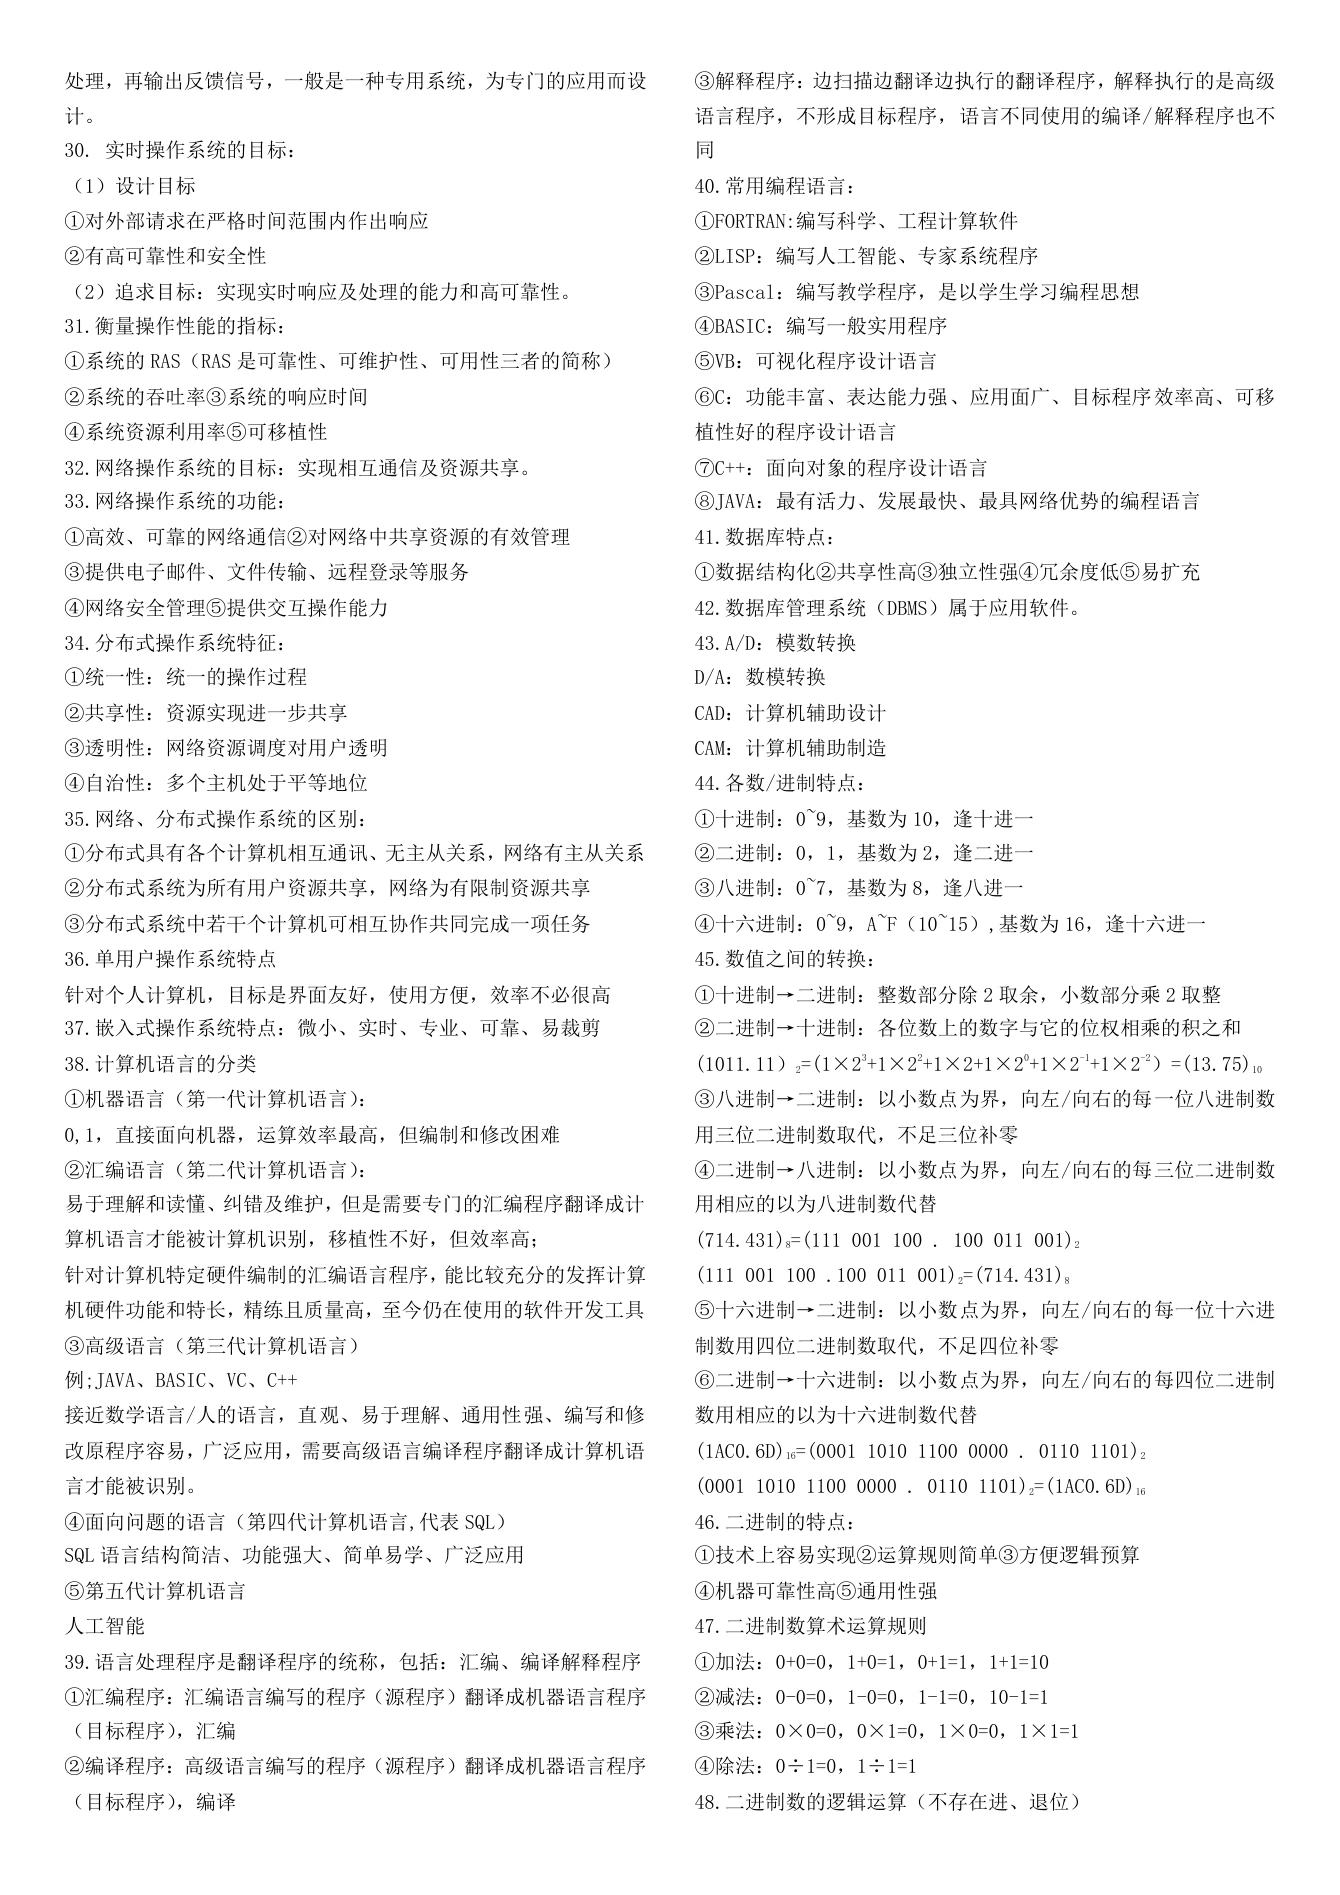 处理，再输出反馈信号，一般是一种专用系统，为专门的应用而设
计。
30. 实时操作系统的目标：
（1）设计目标
①对外部请求在严格时间范围内作出响应
②有高可靠性和安全性
（2）追求目标：实现实时响应及处理的能力和高可靠性。
31.衡量操作性能的指标：
①系统的 RAS（RAS 是可靠性、可维护性、可用性三者的简称）
②系统的吞吐率③系统的响应时间
④系统资源利用率⑤可移植性
32.网络操作系统的目标：实现相互通信及资源共享。
33.网络操作系统的功能：
①高效、可靠的网络通信②对网络中共享资源的有效管理
③提供电子邮件、文件传输、远程登录等服务
④网络安全管理⑤提供交互操作能力
34.分布式操作系统特征：
①统一性：统一的操作过程
②共享性：资源实现进一步共享
③透明性：网络资源调度对用户透明
④自治性：多个主机处于平等地位
35.网络、分布式操作系统的区别：
①分布式具有各个计算机相互通讯、无主从关系，网络有主从关系
②分布式系统为所有用户资源共享，网络为有限制资源共享
③分布式系统中若干个计算机可相互协作共同完成一项任务
36.单用户操作系统特点
针对个人计算机，目标是界面友好，使用方便，效率不必很高
37.嵌入式操作系统特点：微小、实时、专业、可靠、易裁剪
38.计算机语言的分类
①机器语言（第一代计算机语言）：
0,1，直接面向机器，运算效率最高，但编制和修改困难
②汇编语言（第二代计算机语言）：
易于理解和读懂、纠错及维护，但是需要专门的汇编程序翻译成计
算机语言才能被计算机识别，移植性不好，但效率高；
针对计算机特定硬件编制的汇编语言程序，能比较充分的发挥计算
机硬件功能和特长，精练且质量高，至今仍在使用的软件开发工具
③高级语言（第三代计算机语言）
例;JAVA、BASIC、VC、C++
接近数学语言/人的语言，直观、易于理解、通用性强、编写和修
改原程序容易，广泛应用，需要高级语言编译程序翻译成计算机语
言才能被识别。
④面向问题的语言（第四代计算机语言,代表 SQL）
SQL 语言结构简洁、功能强大、简单易学、广泛应用
⑤第五代计算机语言
人工智能
39.语言处理程序是翻译程序的统称，包括：汇编、编译解释程序
①汇编程序：汇编语言编写的程序（源程序）翻译成机器语言程序
（目标程序），汇编
②编译程序：高级语言编写的程序（源程序）翻译成机器语言程序
（目标程序），编译
③解释程序：边扫描边翻译边执行的翻译程序，解释执行的是高级
语言程序，不形成目标程序，语言不同使用的编译/解释程序也不
同
40.常用编程语言：
①FORTRAN:编写科学、工程计算软件
②LISP：编写人工智能、专家系统程序
③Pascal：编写教学程序，是以学生学习编程思想
④BASIC：编写一般实用程序
⑤VB：可视化程序设计语言
⑥C：功能丰富、表达能力强、应用面广、目标程序效率高、可移
植性好的程序设计语言
⑦C++：面向对象的程序设计语言
⑧JAVA：最有活力、发展最快、最具网络优势的编程语言
41.数据库特点：
①数据结构化②共享性高③独立性强④冗余度低⑤易扩充
42.数据库管理系统（DBMS）属于应用软件。
43.A/D：模数转换
D/A：数模转换
CAD：计算机辅助设计
CAM：计算机辅助制造
44.各数/进制特点：
①十进制：0~9，基数为 10，逢十进一
②二进制：0，1，基数为 2，逢二进一
③八进制：0~7，基数为 8，逢八进一
④十六进制：0~9，A~F（10~15）,基数为 16，逢十六进一
45.数值之间的转换：
①十进制→二进制：整数部分除 2 取余，小数部分乘 2 取整
②二进制→十进制：各位数上的数字与它的位权相乘的积之和
(1011.11）₂=(1×2³+1×2²+1×2+1×2⁰+1×2⁻¹+1×2⁻²）=(13.75)₁₀
③八进制→二进制：以小数点为界，向左/向右的每一位八进制数
用三位二进制数取代，不足三位补零
④二进制→八进制：以小数点为界，向左/向右的每三位二进制数
用相应的以为八进制数代替
(714.431)₈=(111 001 100 . 100 011 001)₂
(111 001 100 .100 011 001)₂=(714.431)₈
⑤十六进制→二进制：以小数点为界，向左/向右的每一位十六进
制数用四位二进制数取代，不足四位补零
⑥二进制→十六进制：以小数点为界，向左/向右的每四位二进制
数用相应的以为十六进制数代替
(1AC0.6D)₁₆=(0001 1010 1100 0000 . 0110 1101)₂
(0001 1010 1100 0000 . 0110 1101)₂=(1AC0.6D)₁₆
46.二进制的特点：
①技术上容易实现②运算规则简单③方便逻辑预算
④机器可靠性高⑤通用性强
47.二进制数算术运算规则
①加法：0+0=0，1+0=1，0+1=1，1+1=10
②减法：0-0=0，1-0=0，1-1=0，10-1=1
③乘法：0×0=0，0×1=0，1×0=0，1×1=1
④除法：0÷1=0，1÷1=1
48.二进制数的逻辑运算（不存在进、退位）